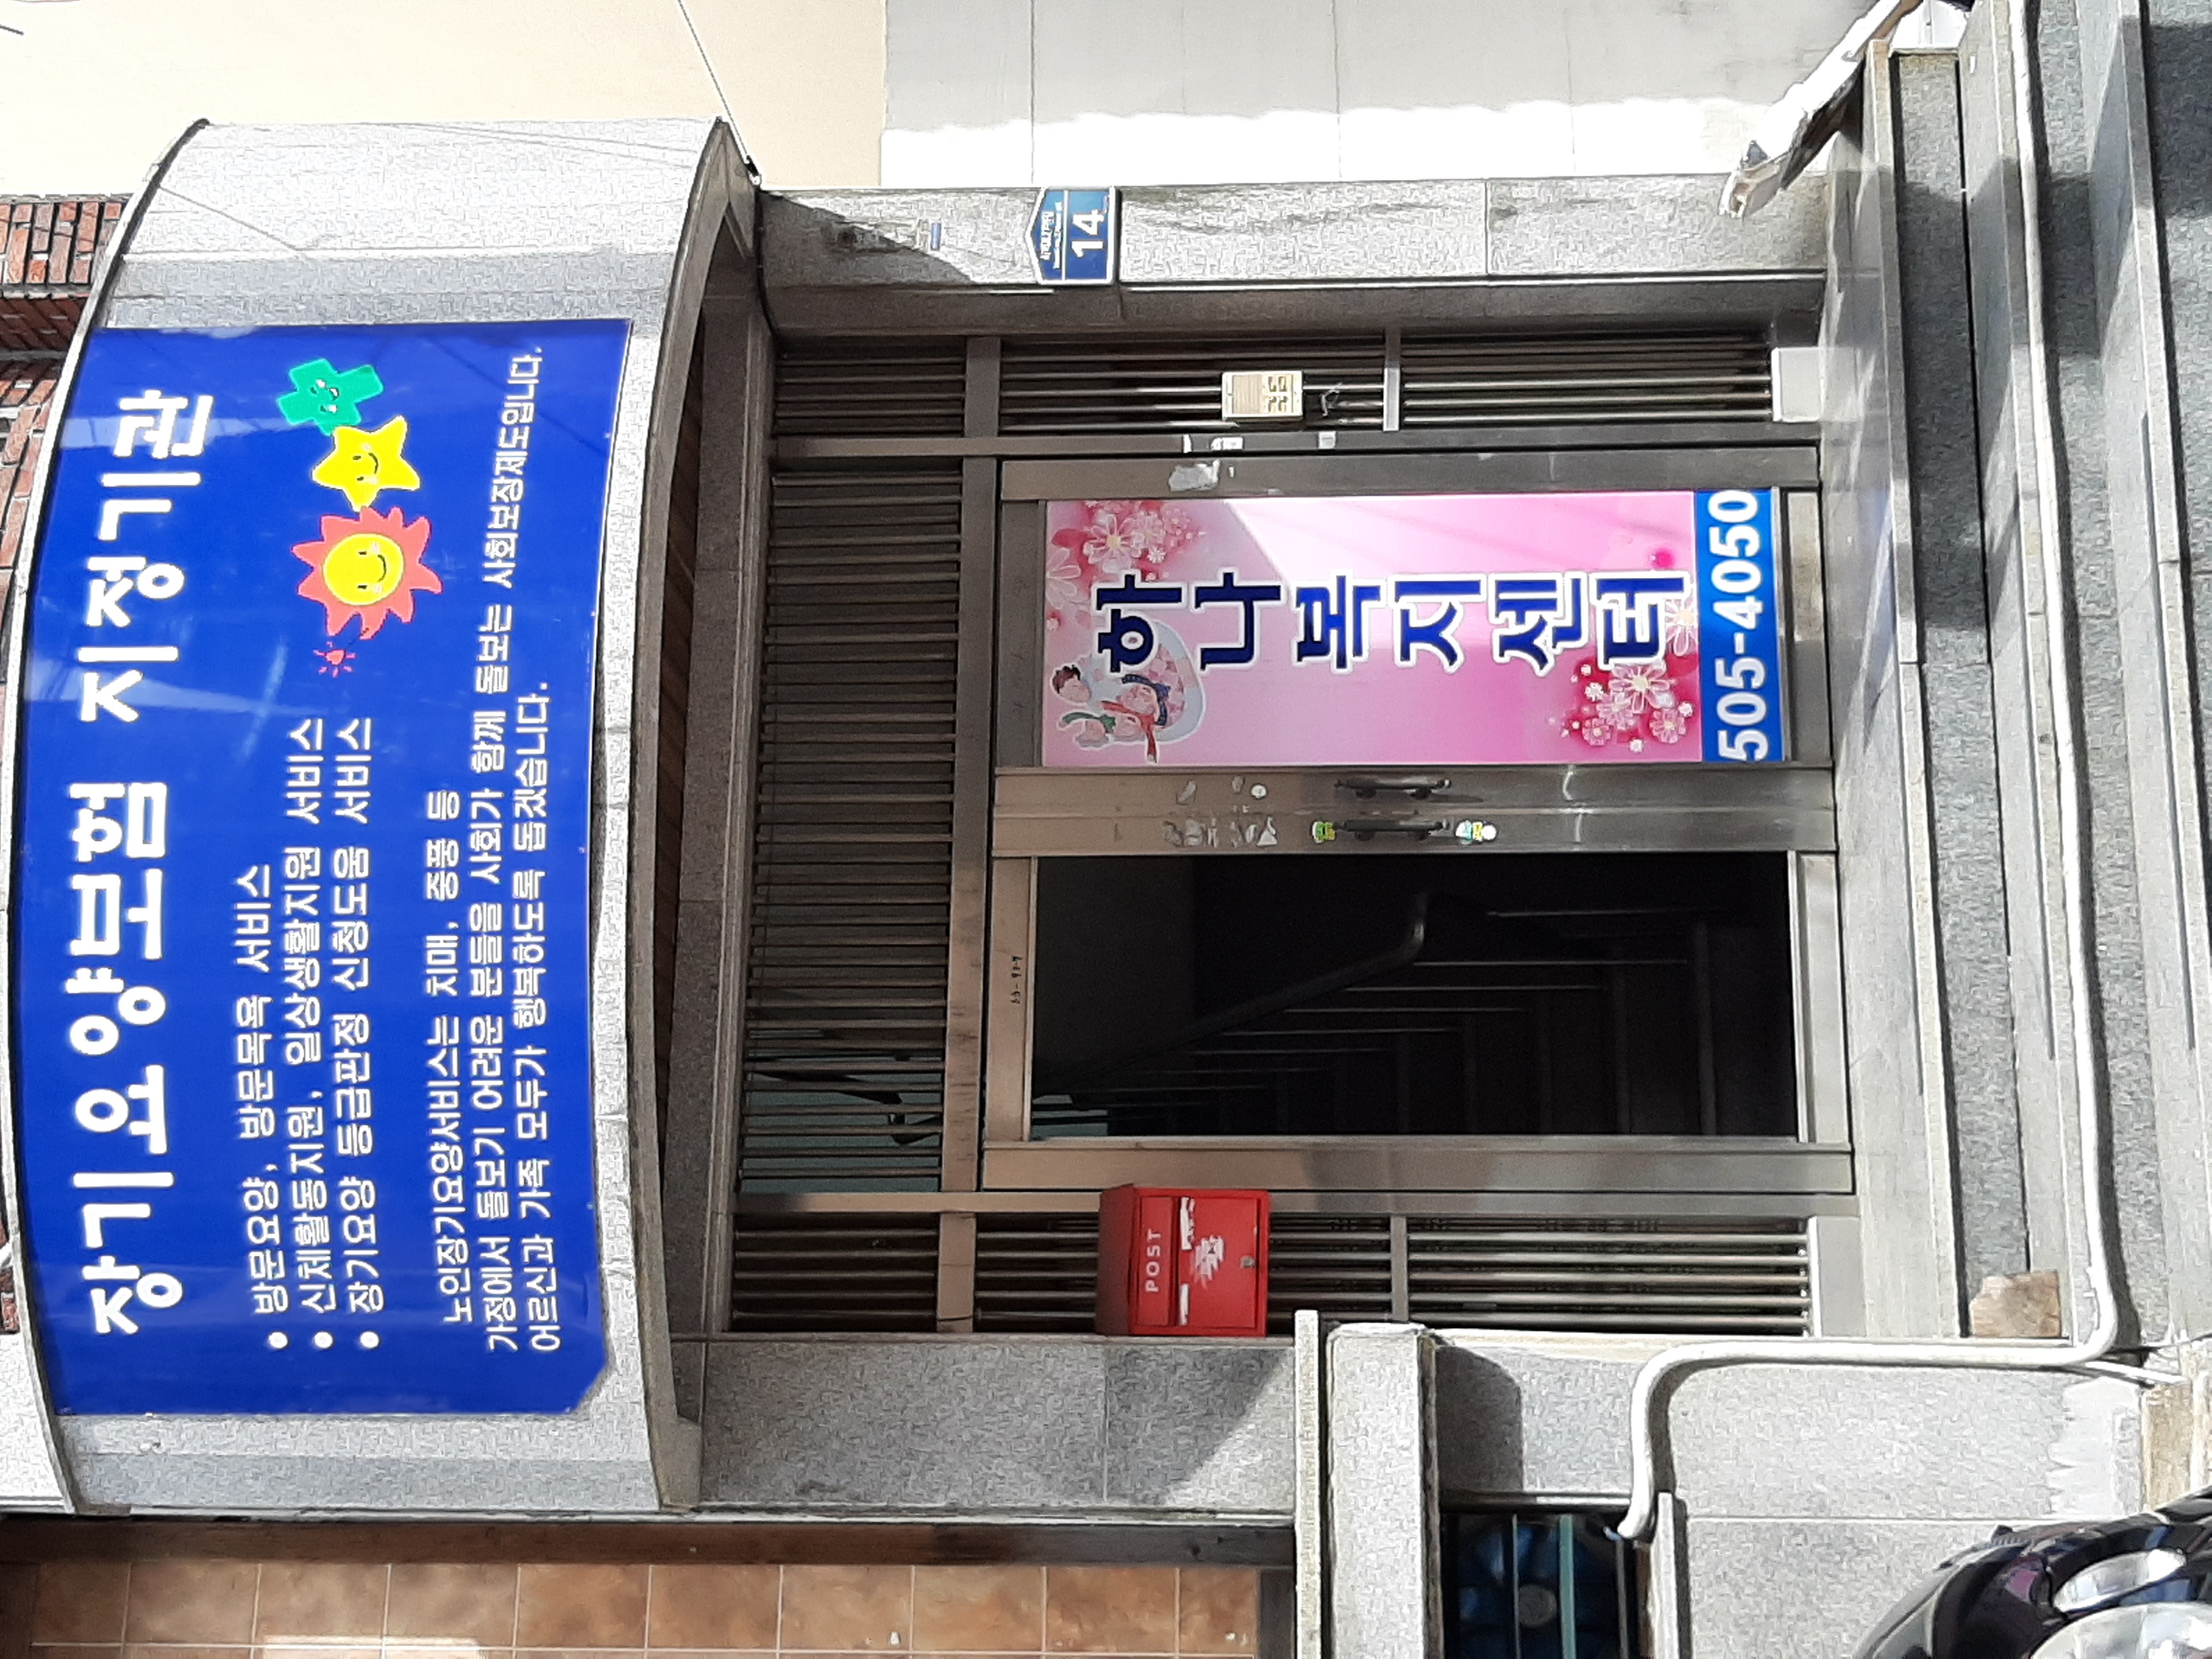 장기요양보험 지정기관
• 방문요양, 방문목욕 서비스
• 신체활동지원, 일상생활지원 서비스
• 장기요양 등급판정 신청도움 서비스
노인장기요양서비스는 치매, 중풍 등
가정에서 돌보기 어려운 분들을 사회가 함께 돌보는 사회보장제도입니다.
어르신과 가족 모두가 행복하도록 돕겠습니다.
14
POST
하나복지센터
505-4050